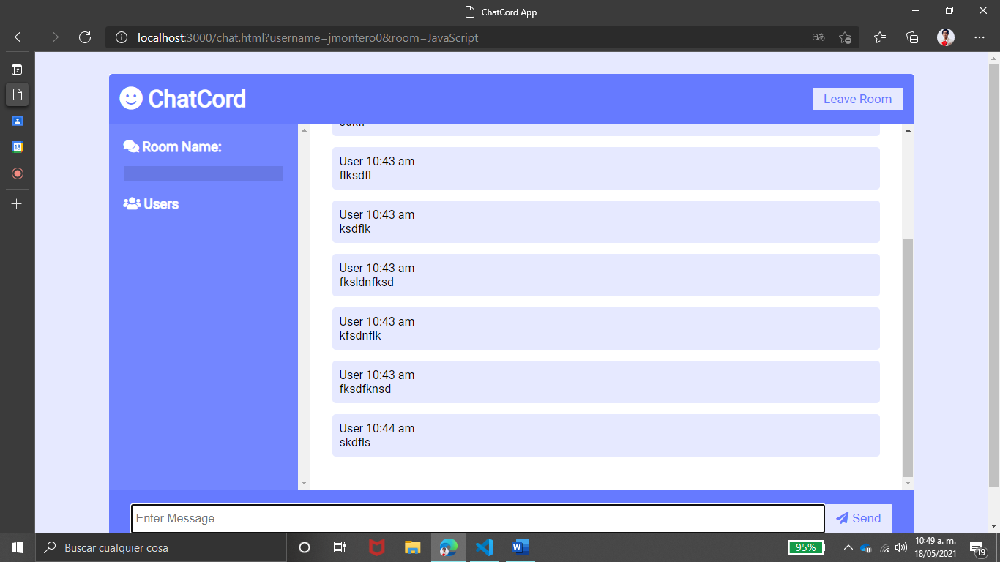 ChatCord App
localhost:3000/chat.html?username=jmontero0&room=JavaScript
aあ
ChatCord
Leave Room
Room Name:
Users
User 10:43 am
flksdfl
User 10:43 am
ksdflk
User 10:43 am
fksldnfksd
User 10:43 am
kfsdnflk
User 10:43 am
fksdfknsd
User 10:44 am
skdfls
Enter Message
Send
18
Buscar cualquier cosa
W
95%
10:49 a. m.
18/05/2021
19